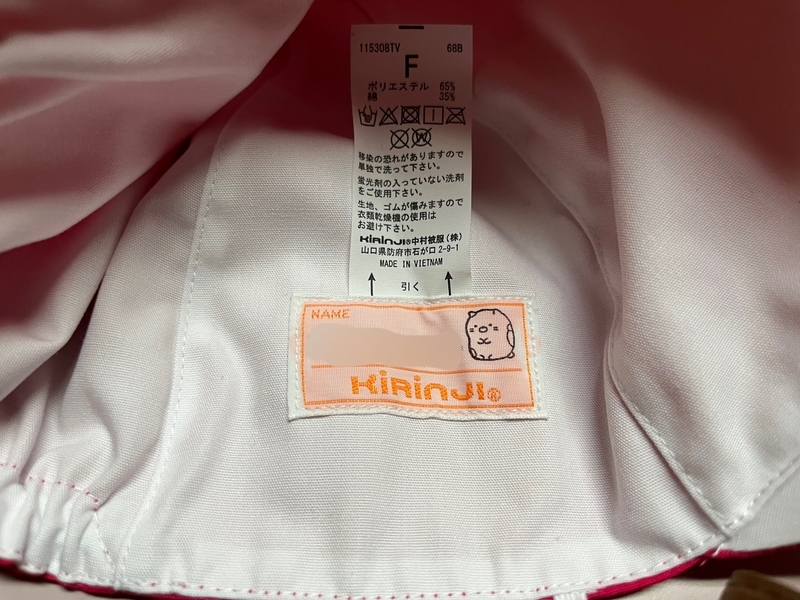 115308TV 68B
F
ポリエステル 65%
綿 35%
W
移染の恐れがありますので
単独で洗って下さい。
蛍光剤の入っていない洗剤
をご使用下さい。
生地、ゴムが傷みますので
衣類乾燥機の使用は
お避け下さい。
KiRinJI®中村被服(株)
山口県防府市石が口2-9-1
MADE IN VIETNAM
引く
NAME
KiRinJI®